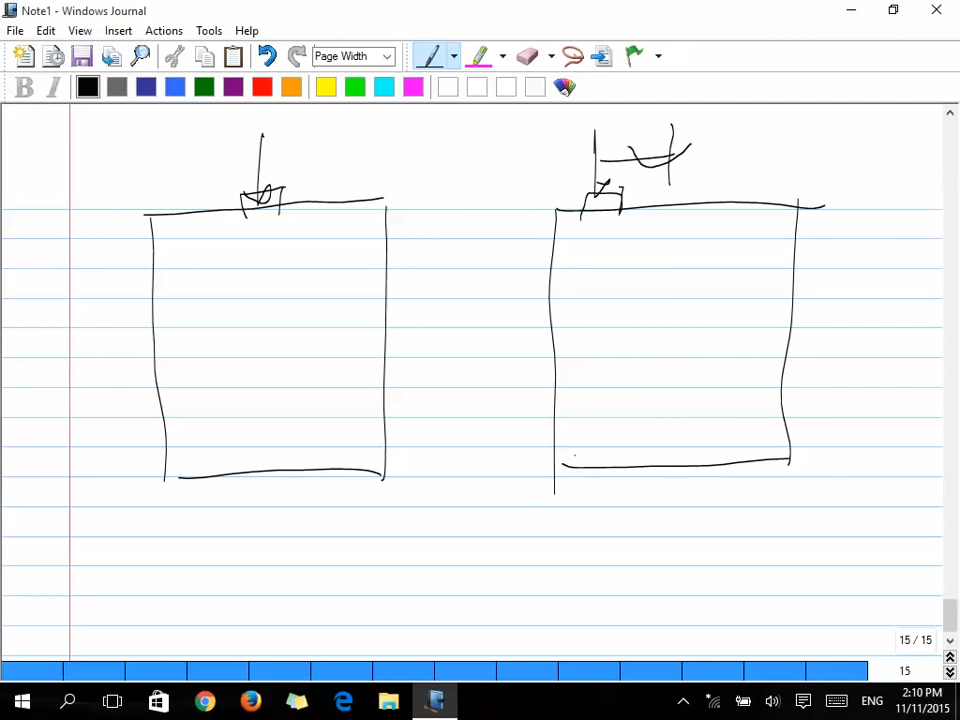 Note1 - Windows Journal
File Edit View Insert Actions Tools Help
Page Width
B I
15 / 15
15
ENG
2:10 PM
11/11/2015